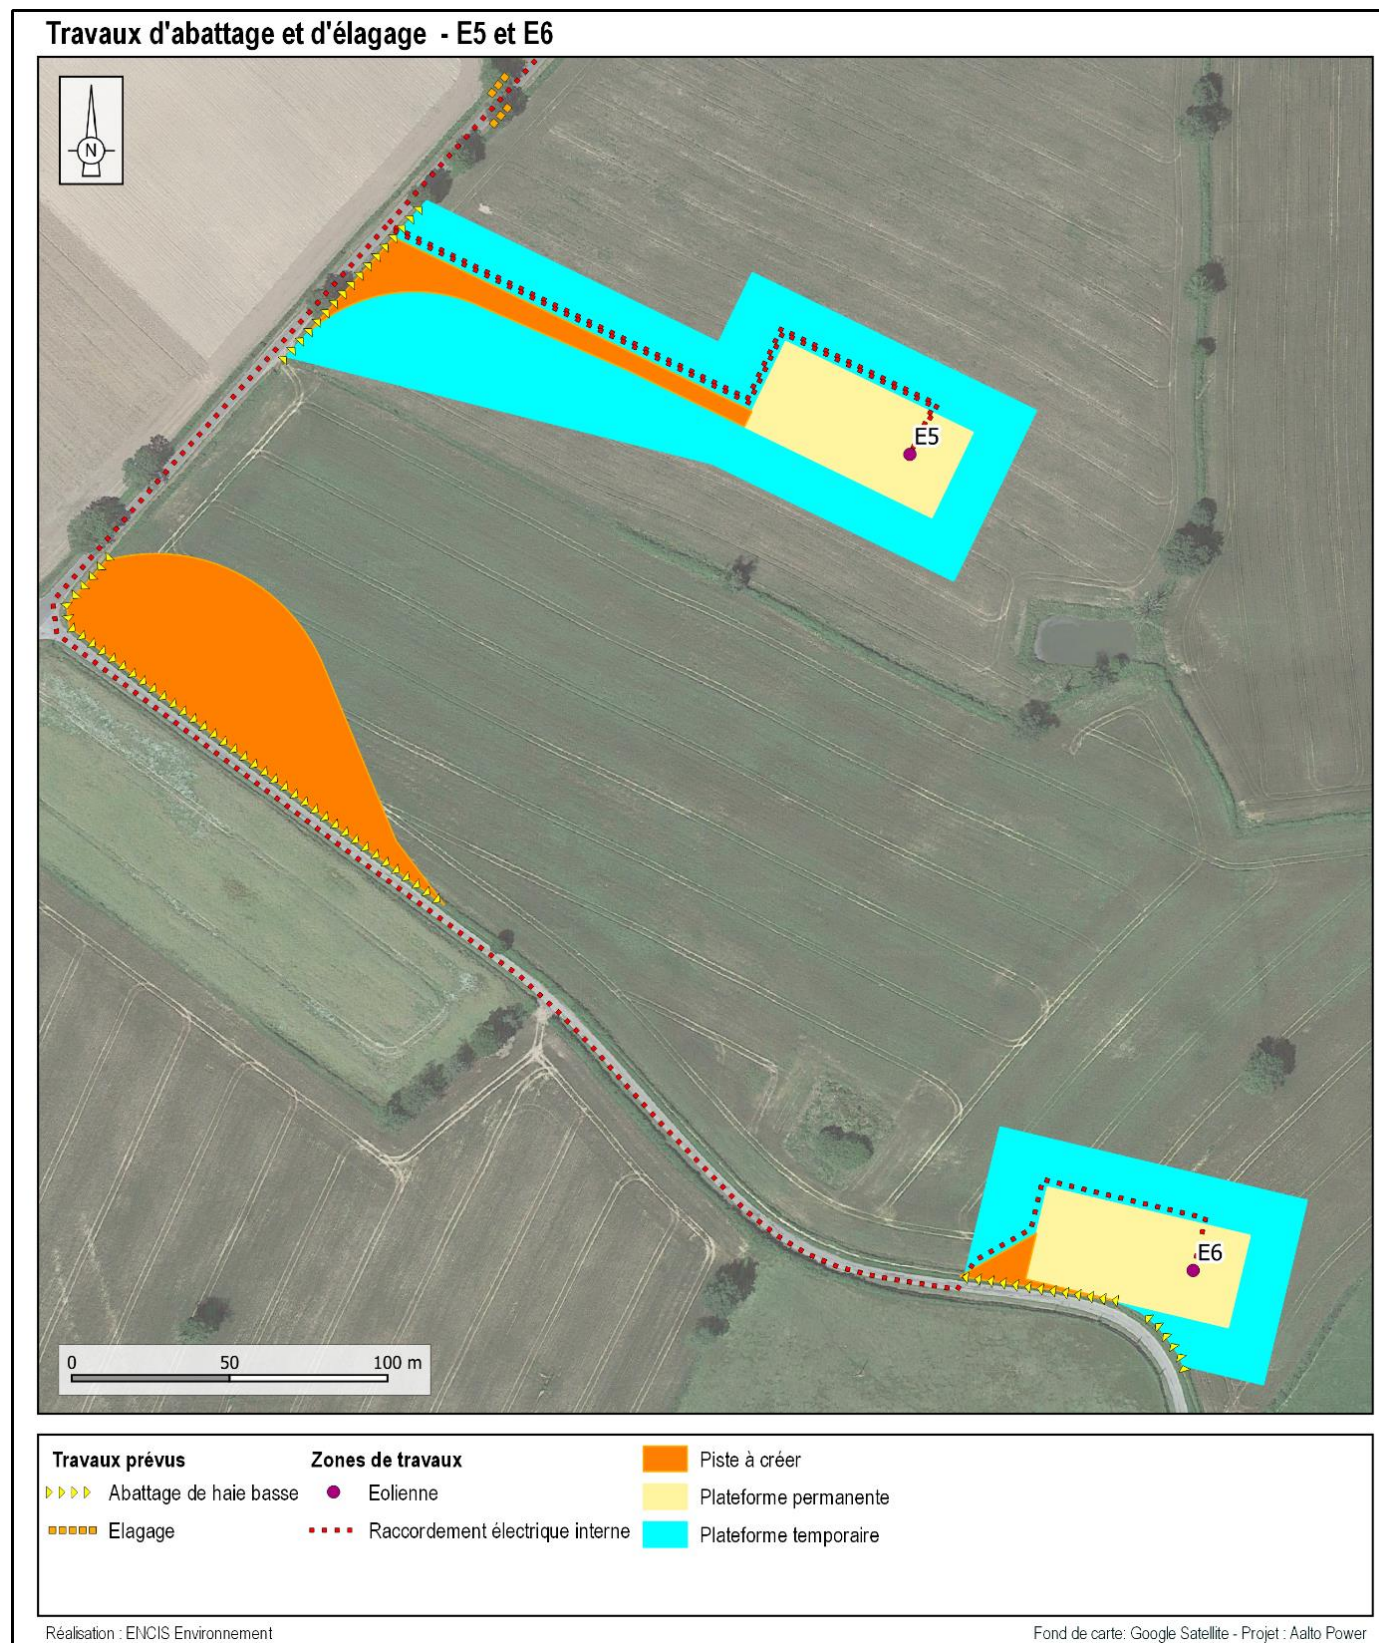 Travaux d'abattage et d'élagage - E5 et E6
N
E5
E6
0 50 100 m
Travaux prévus
Abattage de haie basse
Elagage
Zones de travaux
Eolienne
Raccordement électrique interne
Piste à créer
Plateforme permanente
Plateforme temporaire
Réalisation : ENCIS Environnement
Fond de carte: Google Satellite - Projet : Aalto Power